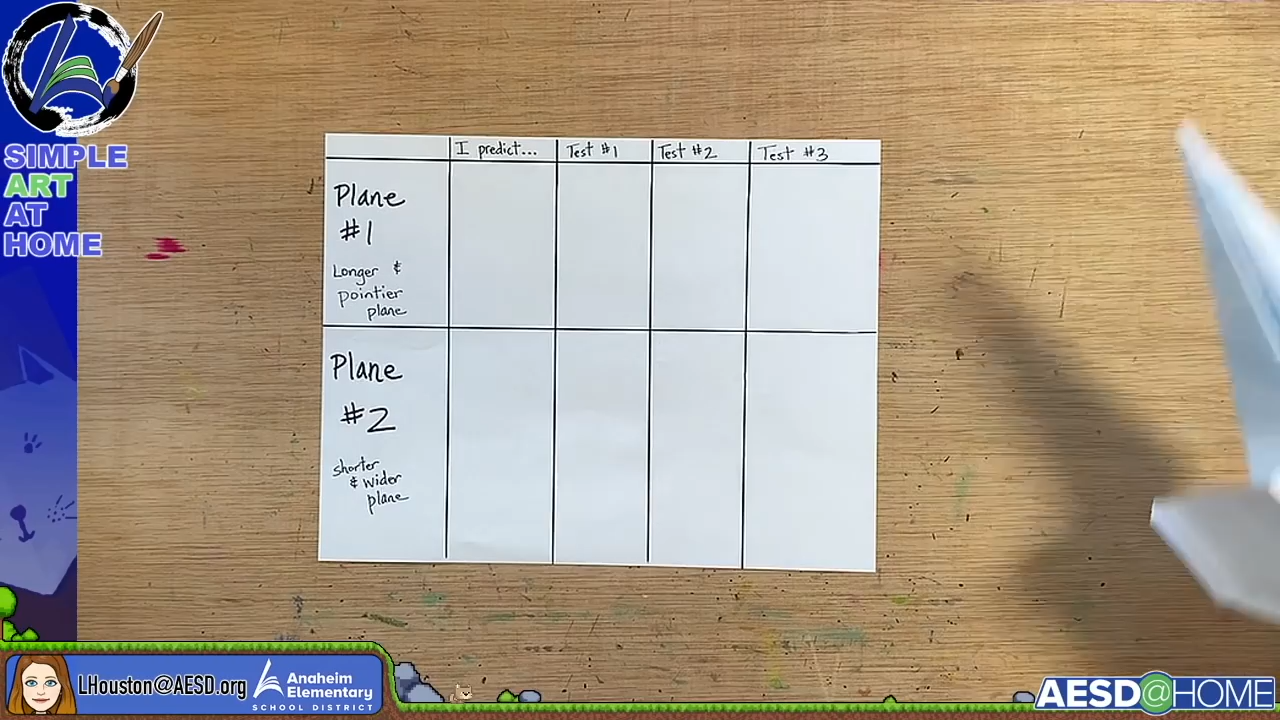 SIMPLE
ART
AT
HOME
I predict... Test #1 Test #2 Test #3
Plane
#1
Longer &
pointier
plane
Plane
#2
shorter
& wider
plane
LHouston@AESD.org
Anaheim
Elementary
SCHOOL DISTRICT
AESD@HOME